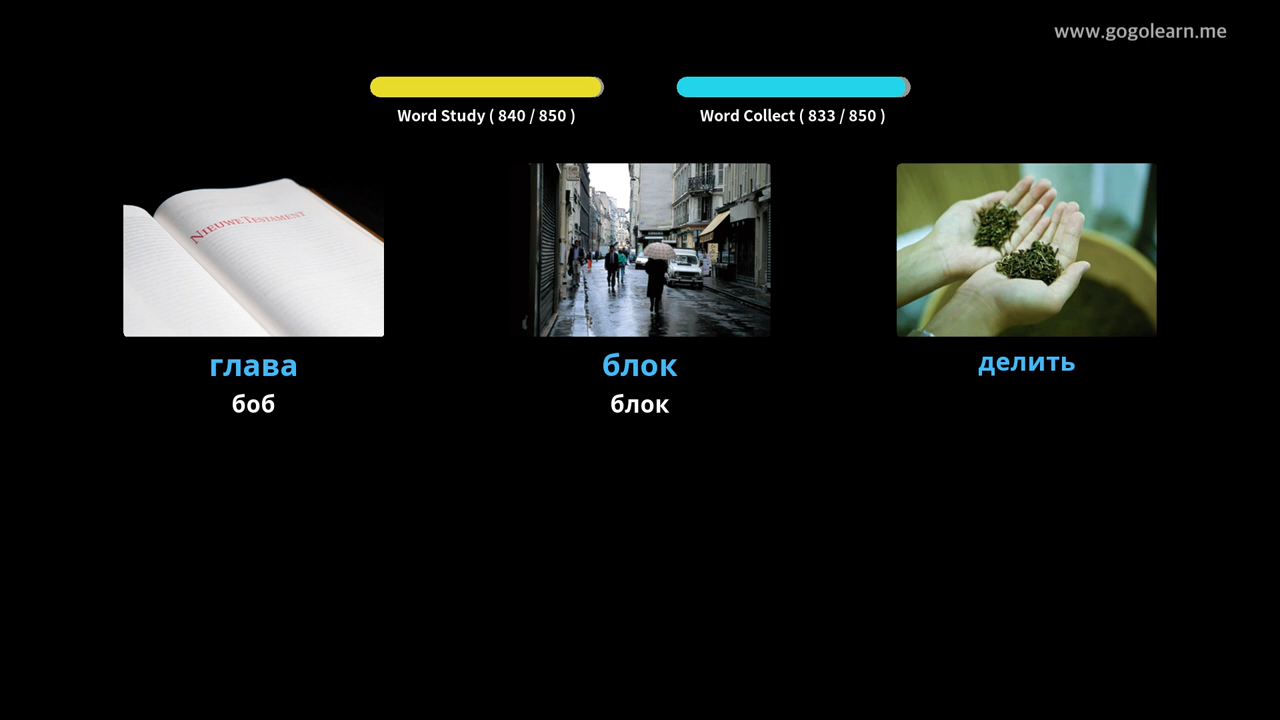 www.gogolearn.me
Word Study ( 840 / 850 )
Word Collect ( 833 / 850 )
NIEUWE TESTAMENT
глава
боб
блок
блок
делить